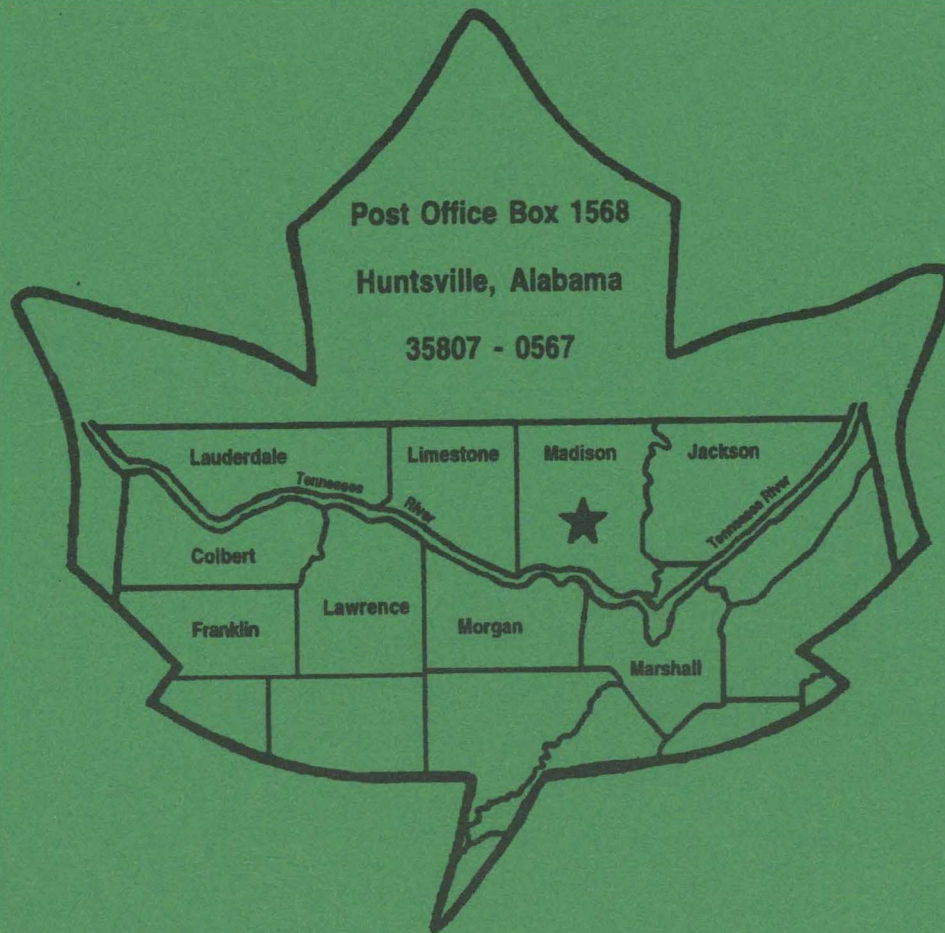 Post Office Box 1568
Huntsville, Alabama
35807 - 0567
Lauderdale
Limestone
Madison
Jackson
Tennessee
River
Tennessee River
Colbert
Lawrence
Franklin
Morgan
Marshall